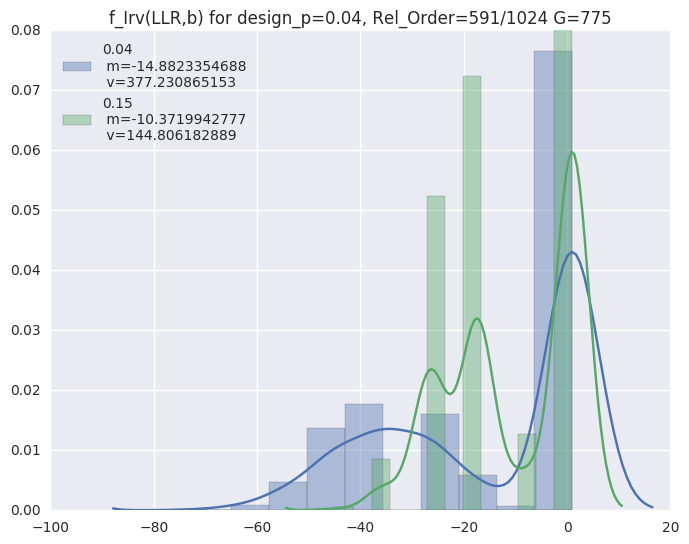 f_Irv(LLR,b) for design_p=0.04, Rel_Order=591/1024 G=775
0.04
m=-14.8823354688
v=377.230865153
0.15
m=-10.3719942777
v=144.806182889
0.08
0.07
0.06
0.05
0.04
0.03
0.02
0.01
0.00
−100 −80 −60 −40 −20 0 20